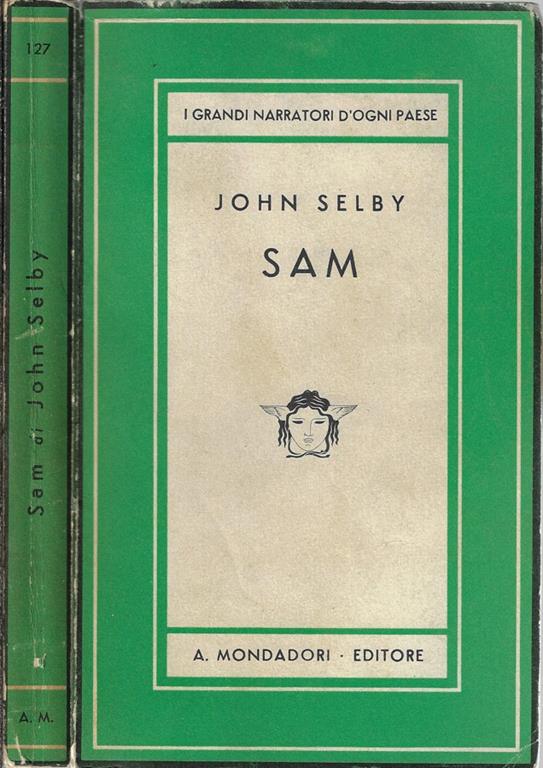 127
Sam di John Selby
A. M.
I GRANDI NARRATORI D'OGNI PAESE
JOHN SELBY
SAM
A. MONDADORI · EDITORE